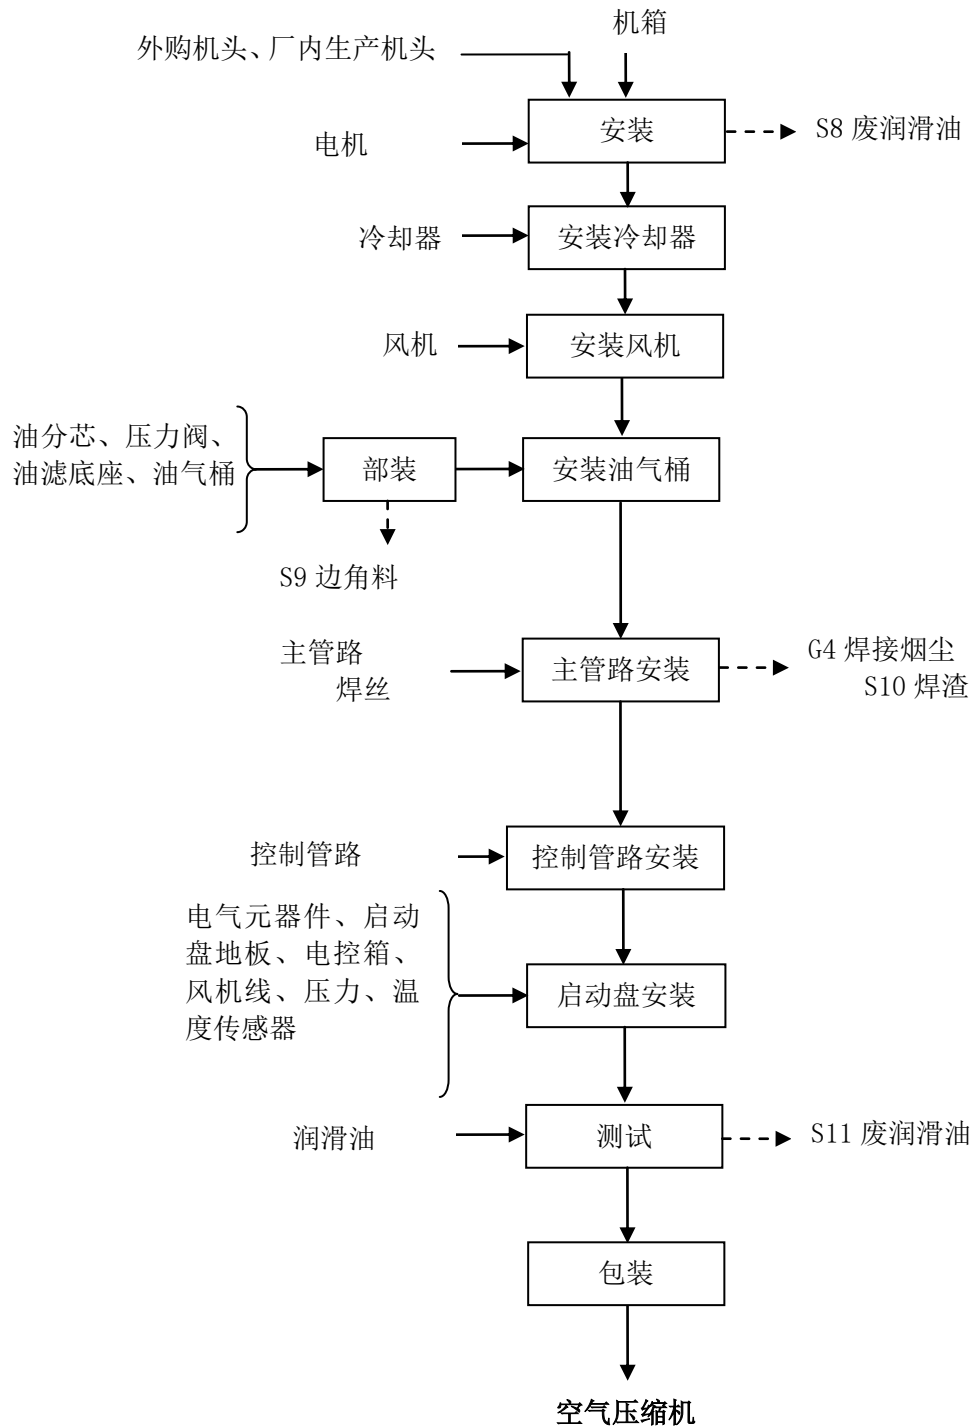 机箱
外购机头、厂内生产机头
安装
S8 废润滑油
电机
冷却器
安装冷却器
风机
安装风机
油分芯、压力阀、
油滤底座、油气桶
部装
安装油气桶
S9 边角料
主管路
焊丝
主管路安装
G4 焊接烟尘
S10 焊渣
控制管路
控制管路安装
电气元器件、启动
盘地板、电控箱、
风机线、压力、温
度传感器
启动盘安装
润滑油
测试
S11 废润滑油
包装
空气压缩机